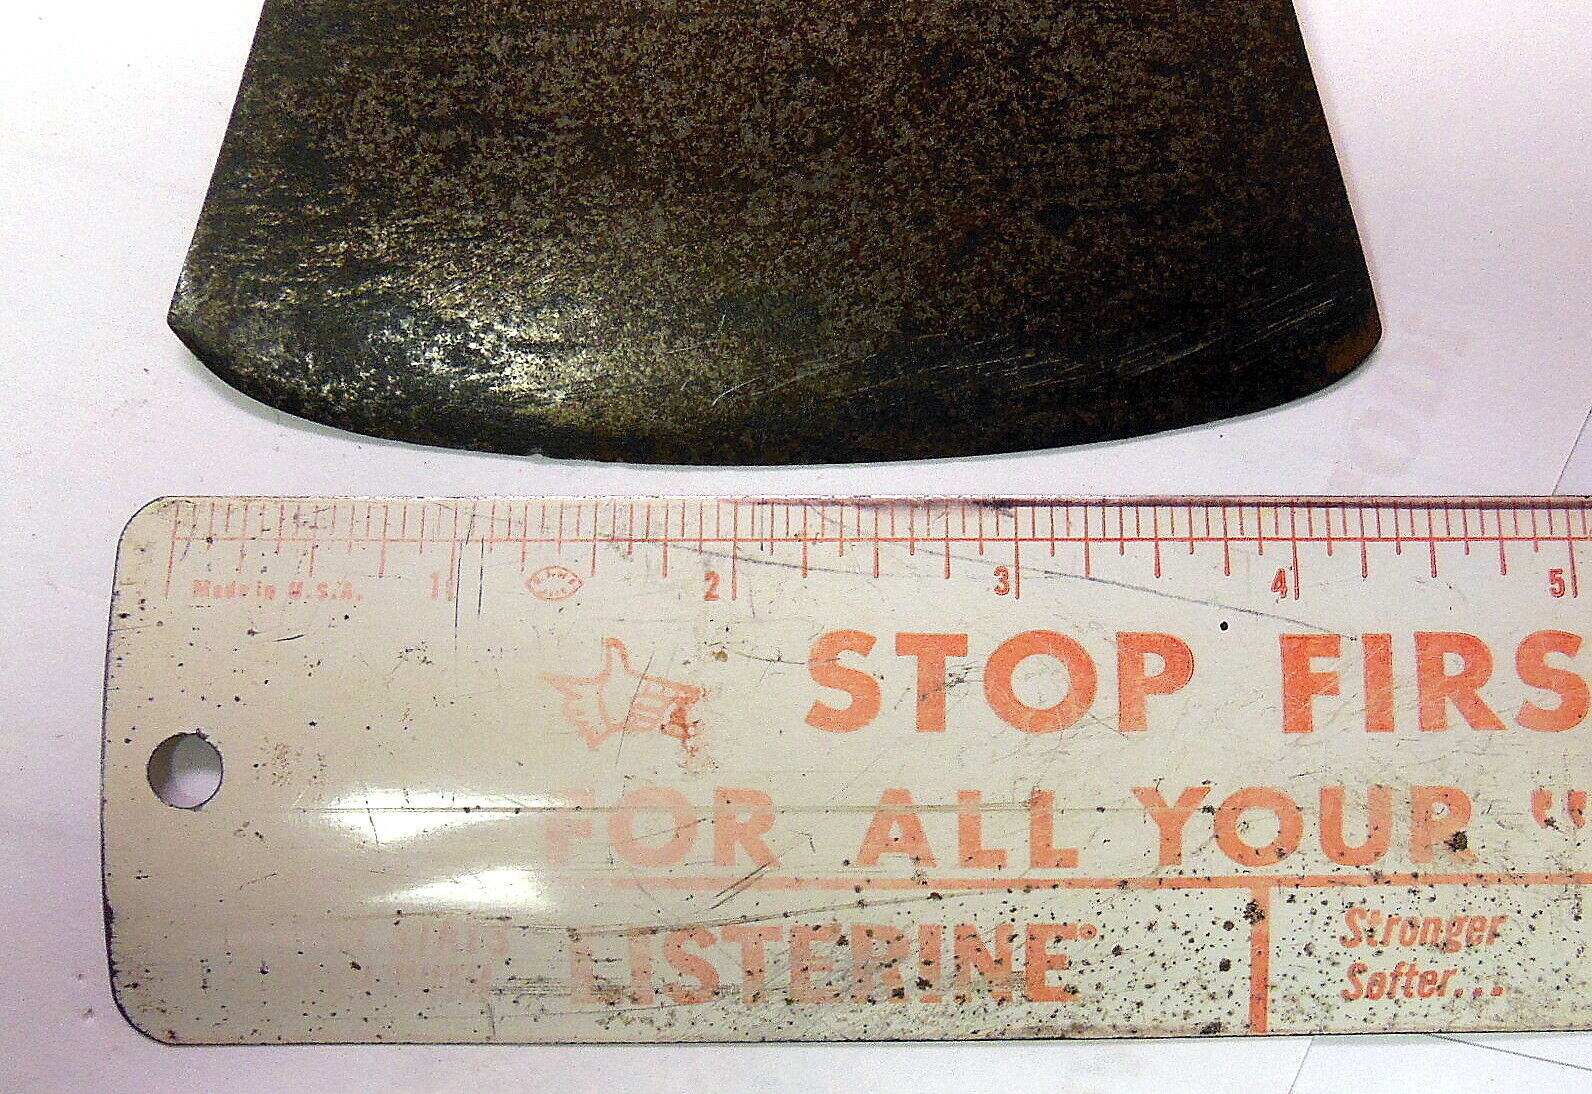 1 2 3 4 5
Made in U.S.A.
STOP FIRS
FOR ALL YOUR "
LISTERINE
Stronger
Softer...